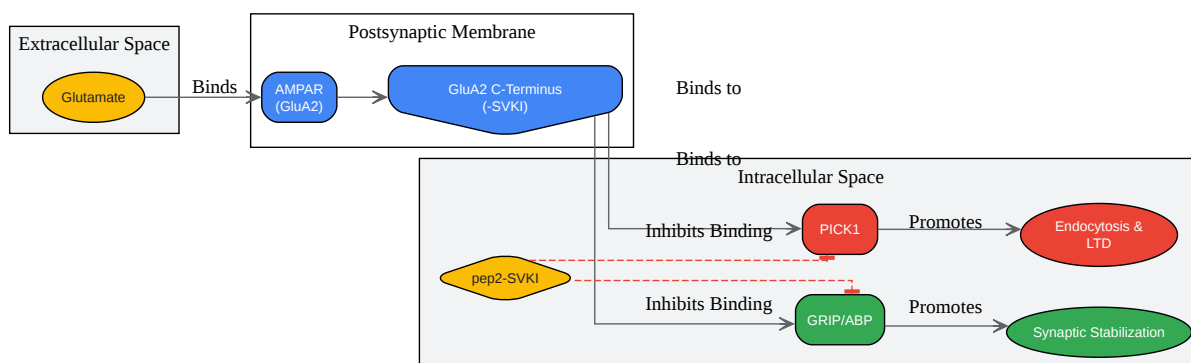 Extracellular Space
Glutamate
Binds
Postsynaptic Membrane
AMPAR
(GluA2)
GluA2 C-Terminus
(-SVKI)
Binds to
Binds to
Intracellular Space
Inhibits Binding
PICK1
Promotes
Endocytosis &
LTD
pep2-SVKI
Inhibits Binding
GRIP/ABP
Promotes
Synaptic Stabilization